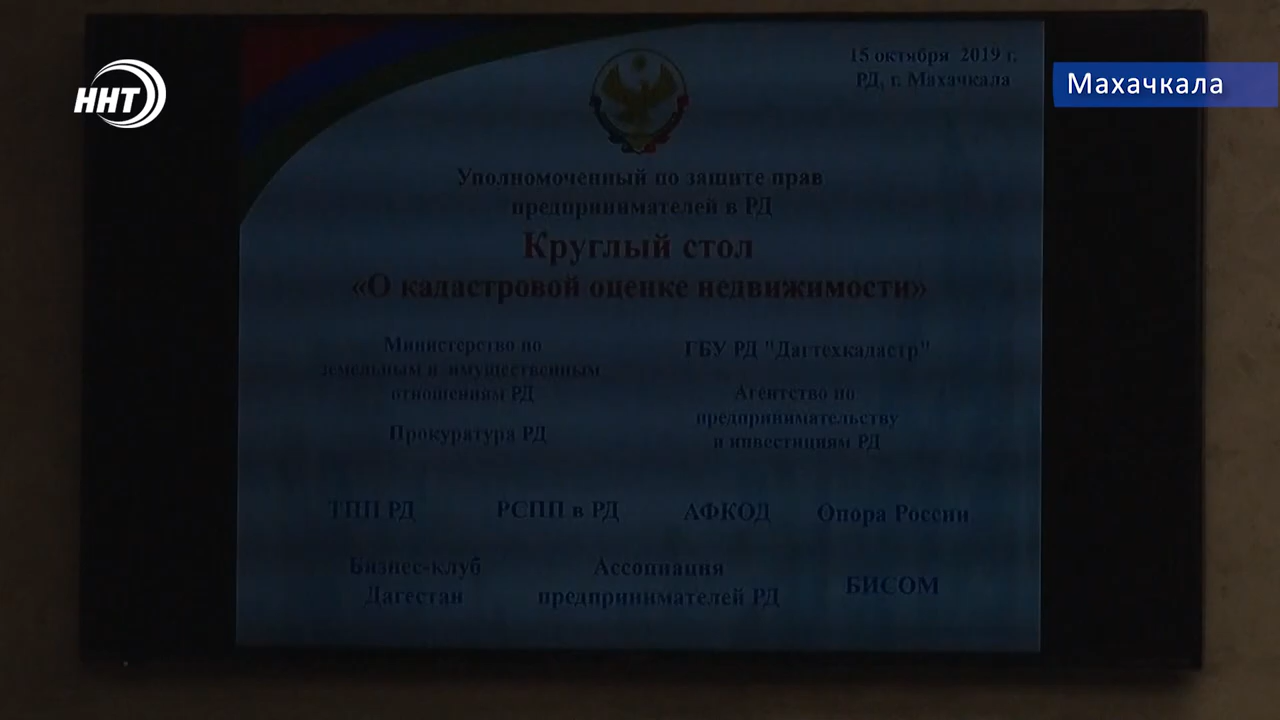 ННТ
15 октября 2019 г.
РД, г. Махачкала
Махачкала
Уполномоченный по защите прав
предпринимателей в РД
Круглый стол
«О кадастровой оценке недвижимости»
Министерство по
земельным и имущественным
отношениям РД
Прокуратура РД
ГБУ РД "Дагтехкадастр"
Агентство по
предпринимательству
и инвестициям РД
ТПП РД
РСПП в РД
АФКОД
Опора России
Бизнес-клуб
Дагестан
Ассоциация
предпринимателей РД
БИСОМ